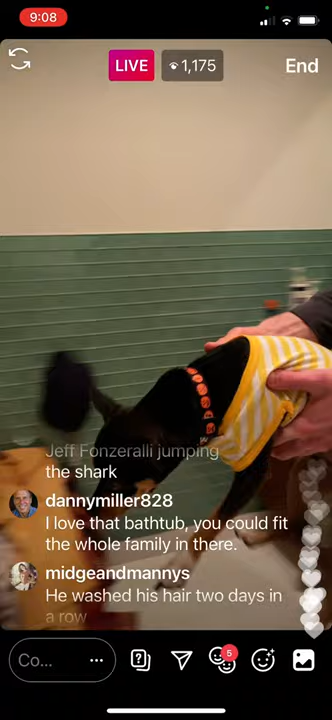 9:08
LIVE
1,175
End
Jeff Fonzeralli jumping
the shark
dannymiller828
I love that bathtub, you could fit
the whole family in there.
midgeandmannys
He washed his hair two days in
a row
Co...
5